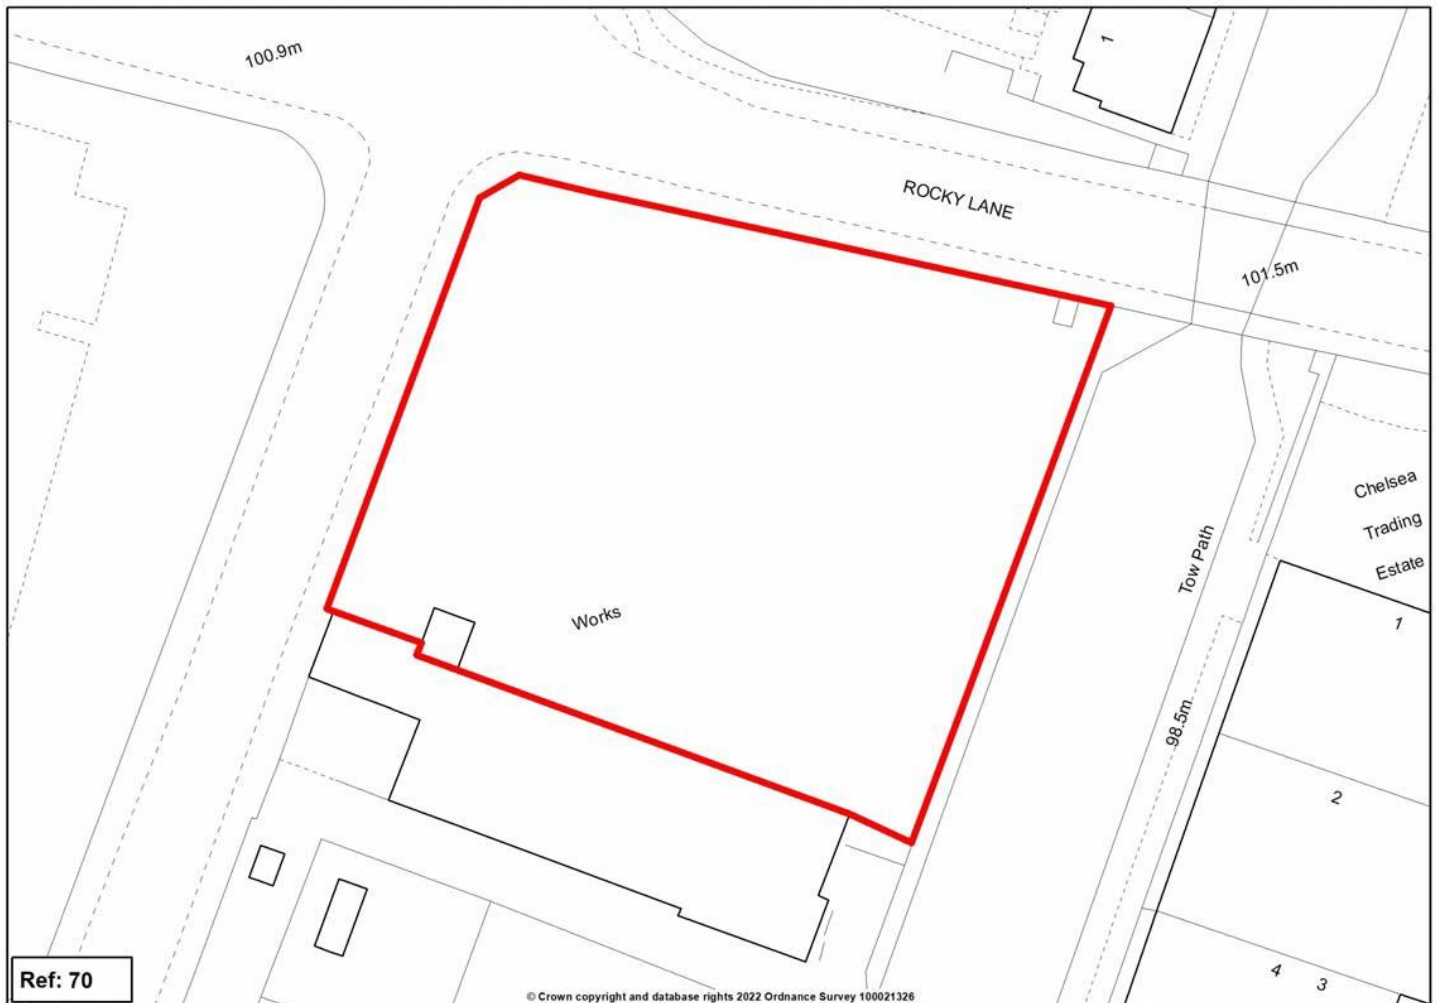 100.9m
1
ROCKY LANE
101.5m
Chelsea
Trading
Estate
Tow Path
Works
1
98.5m
2
4
3
Ref: 70
© Crown copyright and database rights 2022 Ordnance Survey 100021326